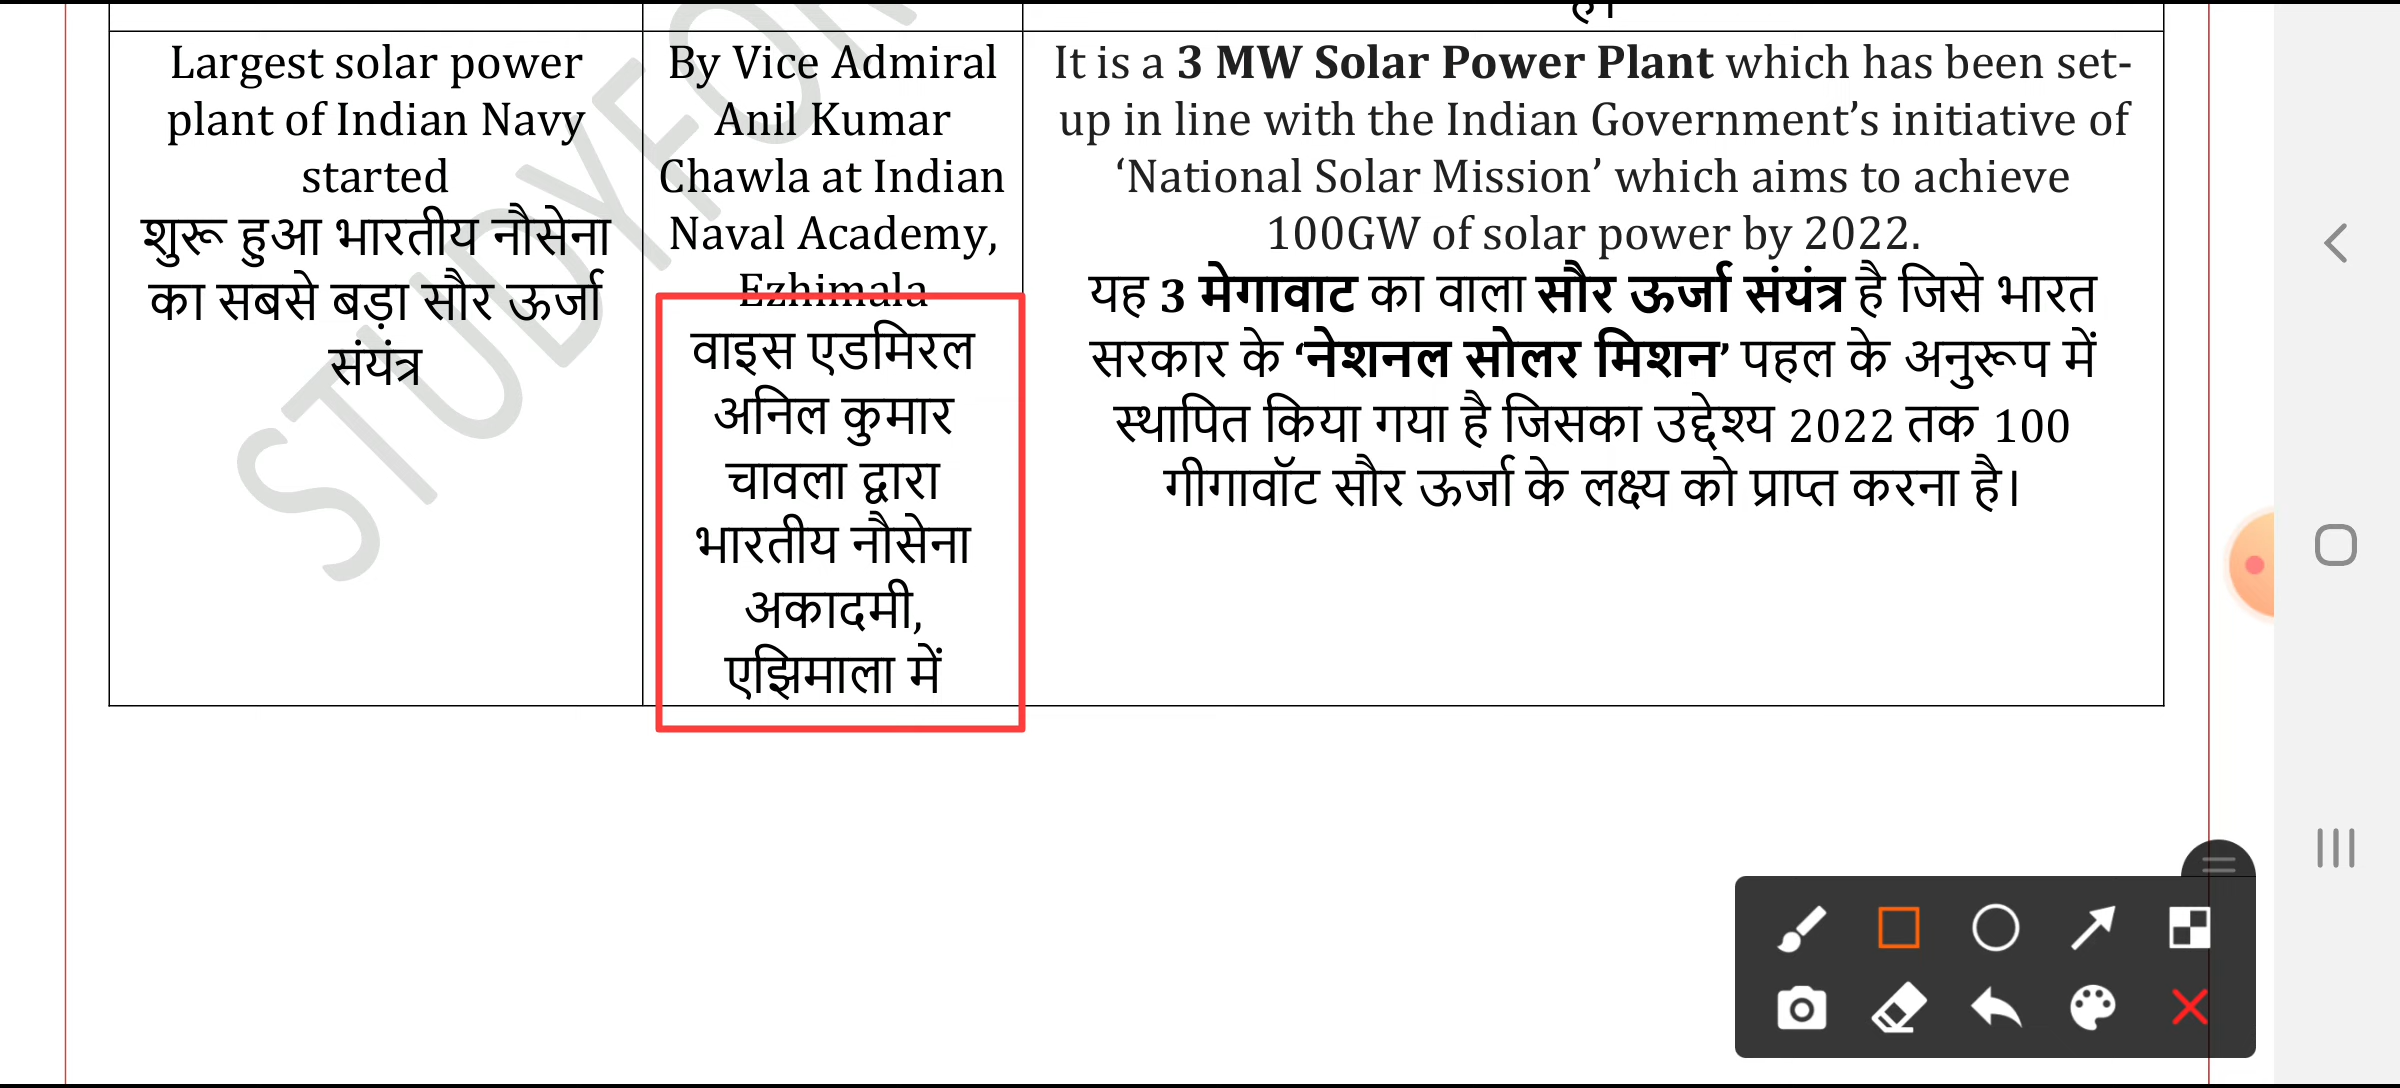 है।
Largest solar power
plant of Indian Navy
started
शुरू हुआ भारतीय नौसेना
का सबसे बड़ा सौर ऊर्जा
संयंत्र
By Vice Admiral
Anil Kumar
Chawla at Indian
Naval Academy,
Ezhimala
वाइस एडमिरल
अनिल कुमार
चावला द्वारा
भारतीय नौसेना
अकादमी,
एझिमाला में
It is a 3 MW Solar Power Plant which has been set-
up in line with the Indian Government’s initiative of
‘National Solar Mission’ which aims to achieve
100GW of solar power by 2022.
यह 3 मेगावाट का वाला सौर ऊर्जा संयंत्र है जिसे भारत
सरकार के ‘नेशनल सोलर मिशन’ पहल के अनुरूप में
स्थापित किया गया है जिसका उद्देश्य 2022 तक 100
गीगावॉट सौर ऊर्जा के लक्ष्य को प्राप्त करना है।